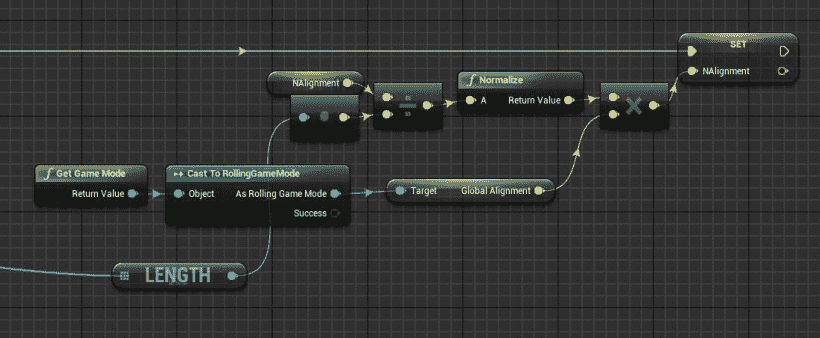 SET
NAlignment
NAlignment
f Normalize
A Return Value
f Get Game Mode
Return Value
Cast To RollingGameMode
Object As Rolling Game Mode
Success
Target Global Alignment
LENGTH